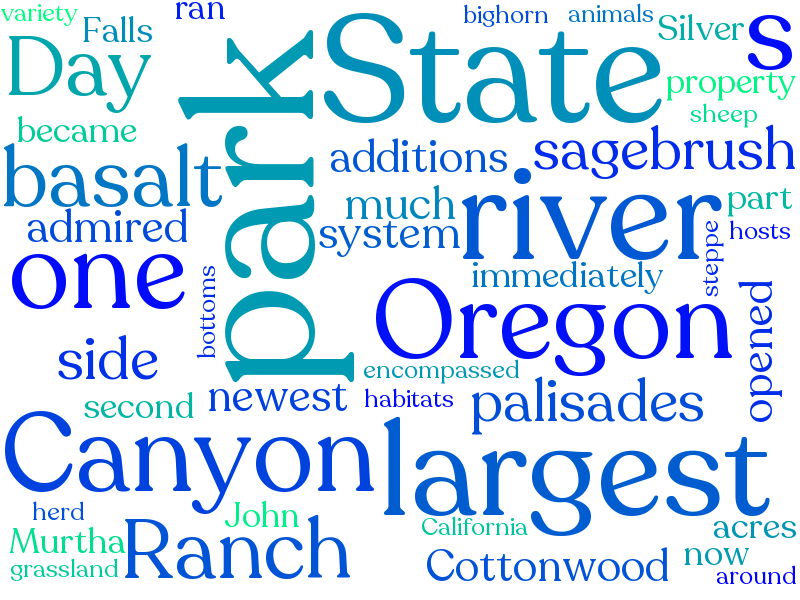 variety
ran
bighorn
animals
Falls
Silver
s
Day
State
park
property
sheep
became
additions
sagebrush
basalt
much
river
part
admired
system
steppe
hosts
one
bottoms
immediately
Oregon
opened
side
encompassed
second
newest
habitats
palisades
Canyon
largest
herd
John
Ranch
California
acres
Murtha
grassland
Cottonwood
now
around